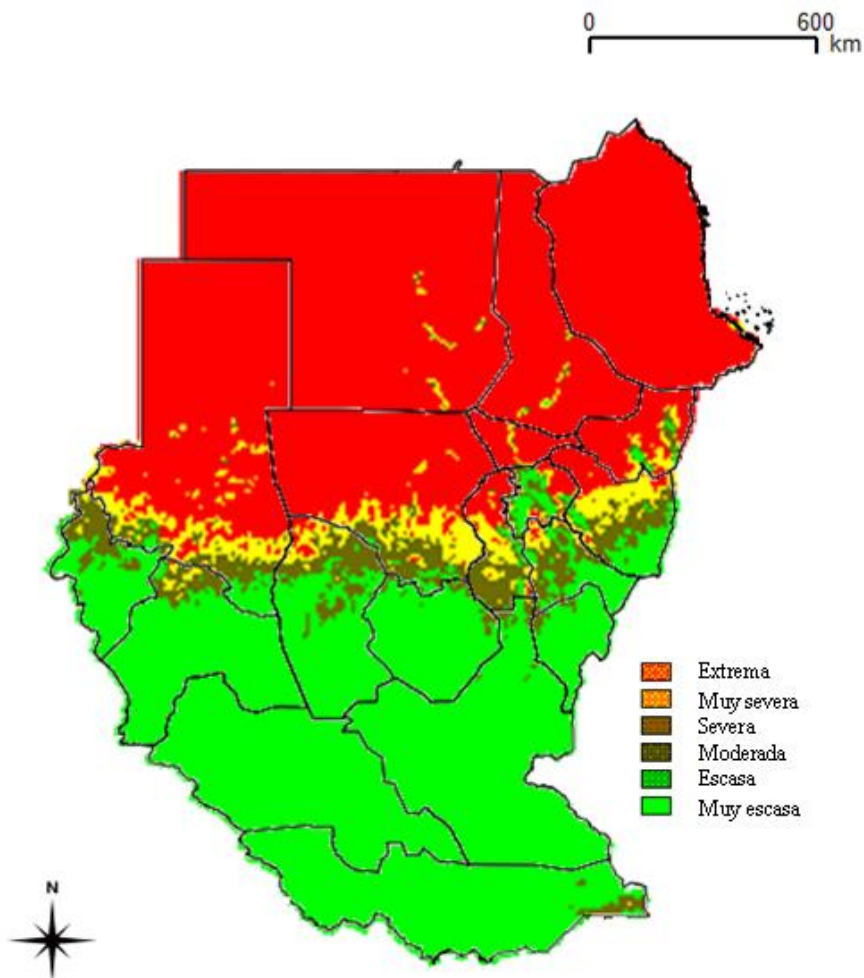 0 600
km
Extrema
Muy severa
Severa
Moderada
Escasa
Muy escasa
N